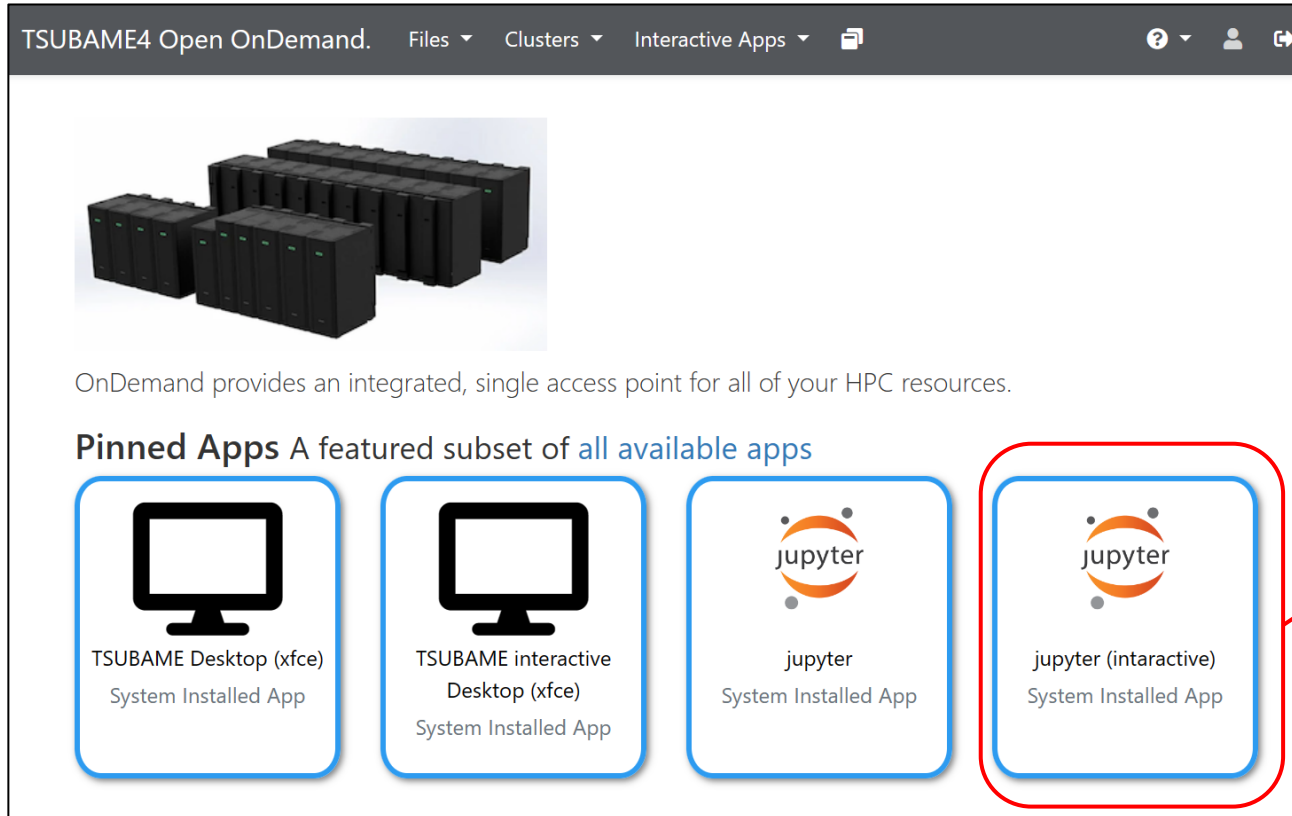 TSUBAME4 Open OnDemand. Files Clusters Interactive Apps ?
OnDemand provides an integrated, single access point for all of your HPC resources.
Pinned Apps A featured subset of all available apps
jupyter
jupyter
TSUBAME Desktop (xfce)
System Installed App
TSUBAME interactive
Desktop (xfce)
System Installed App
jupyter
System Installed App
jupyter (intaractive)
System Installed App